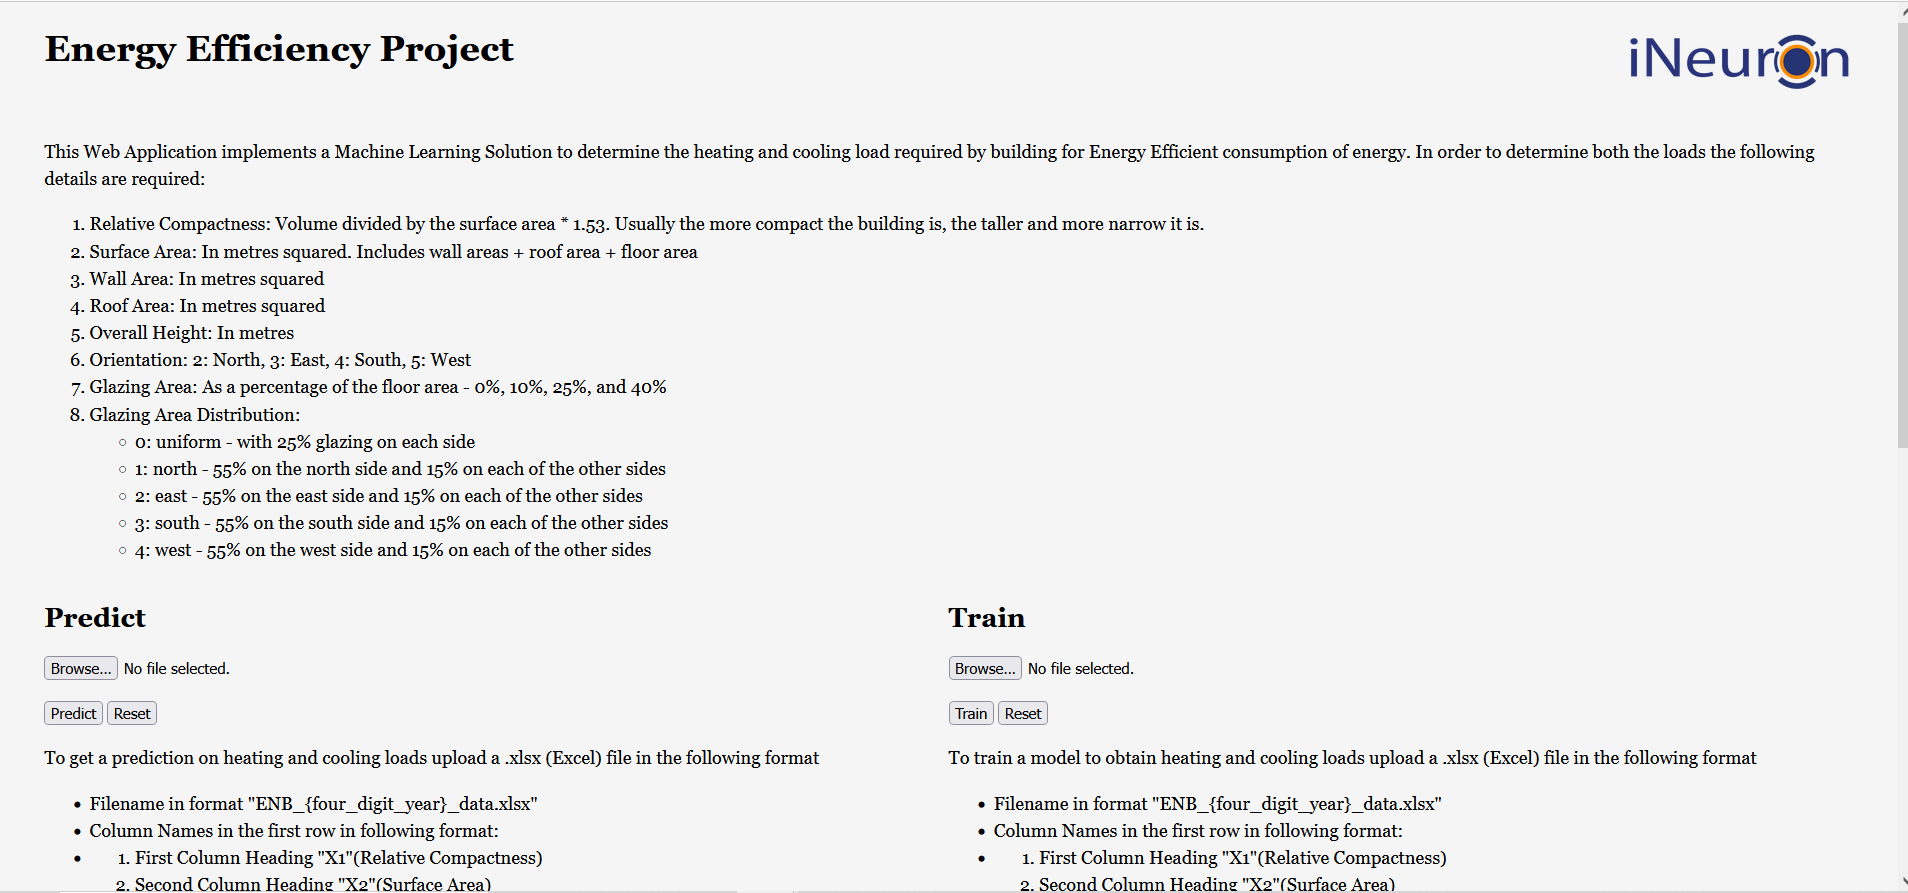 Energy Efficiency Project
iNeuron
This Web Application implements a Machine Learning Solution to determine the heating and cooling load required by building for Energy Efficient consumption of energy. In order to determine both the loads the following
details are required:
1. Relative Compactness: Volume divided by the surface area * 1.53. Usually the more compact the building is, the taller and more narrow it is.
2. Surface Area: In metres squared. Includes wall areas + roof area + floor area
3. Wall Area: In metres squared
4. Roof Area: In metres squared
5. Overall Height: In metres
6. Orientation: 2: North, 3: East, 4: South, 5: West
7. Glazing Area: As a percentage of the floor area - 0%, 10%, 25%, and 40%
8. Glazing Area Distribution:
0: uniform - with 25% glazing on each side
1: north - 55% on the north side and 15% on each of the other sides
2: east - 55% on the east side and 15% on each of the other sides
3: south - 55% on the south side and 15% on each of the other sides
4: west - 55% on the west side and 15% on each of the other sides
Predict
Browse... No file selected.
Predict Reset
To get a prediction on heating and cooling loads upload a .xlsx (Excel) file in the following format
• Filename in format "ENB_{four_digit_year}_data.xlsx"
• Column Names in the first row in following format:
• 1. First Column Heading "X1"(Relative Compactness)
2. Second Column Heading "X2"(Surface Area)
Train
Browse... No file selected.
Train Reset
To train a model to obtain heating and cooling loads upload a .xlsx (Excel) file in the following format
• Filename in format "ENB_{four_digit_year}_data.xlsx"
• Column Names in the first row in following format:
• 1. First Column Heading "X1"(Relative Compactness)
2. Second Column Heading "X2"(Surface Area)